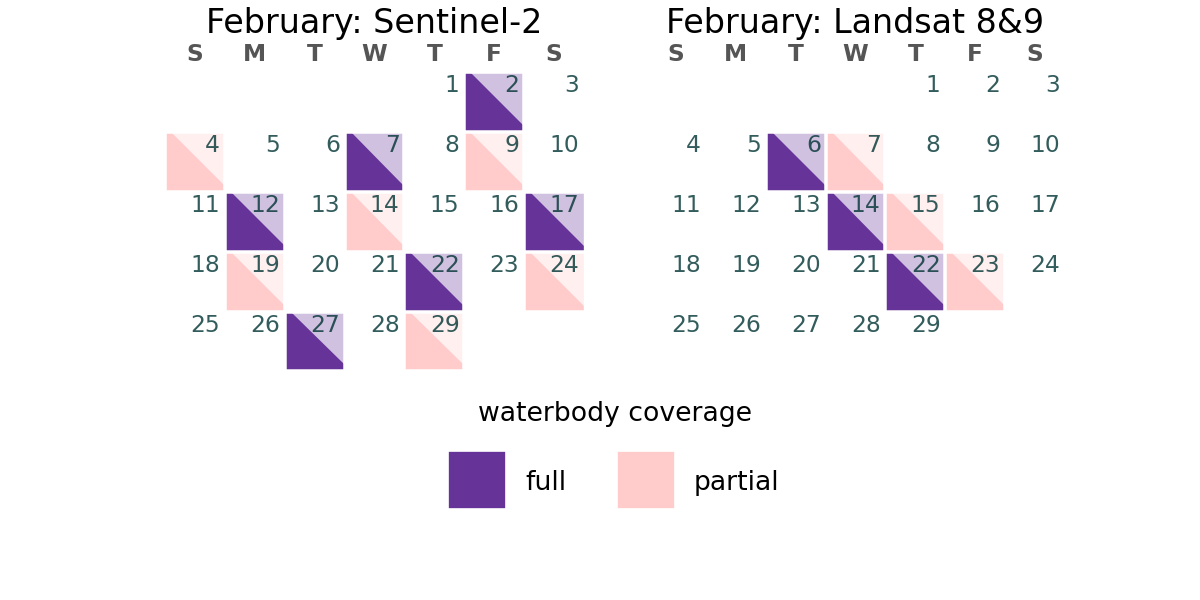 February: Sentinel-2
S M T W T F S
1 2 3
4 5 6 7 8 9 10
11 12 13 14 15 16 17
18 19 20 21 22 23 24
25 26 27 28 29
February: Landsat 8&9
S M T W T F S
1 2 3
4 5 6 7 8 9 10
11 12 13 14 15 16 17
18 19 20 21 22 23 24
25 26 27 28 29
waterbody coverage
full partial